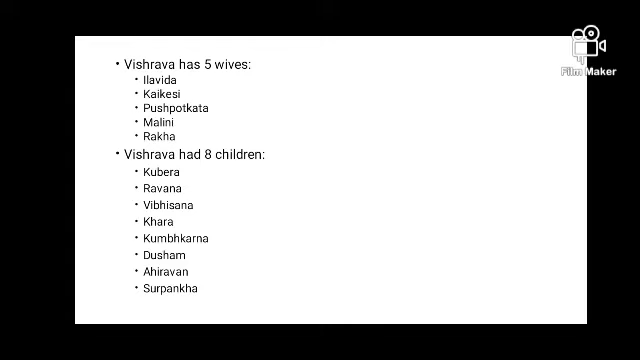 Vishrava has 5 wives:
Ilavida
Kaikesi
Pushpotkata
Malini
Rakha
Vishrava had 8 children:
Kubera
Ravana
Vibhisana
Khara
Kumbhkarna
Dusham
Ahiravan
Surpankha
Film Maker